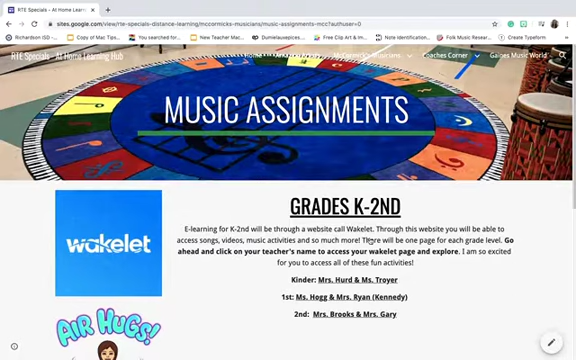 Music Assignments
sites.google.com/view/rte-specials-distance-learning/mccormicks-musicians/music-assignments-mcc?authuser=0
Richardson ISD -
Copy of Mac Tips
You searched for
New Teacher Mac
Dumielauxepices
Free Clip Art & Im
Note Identification
Create Typeform
RTE Specials - At Home Learning Hub
McCormick's Musicians
Coaches Corner
Gaines Music World
MUSIC ASSIGNMENTS
wakelet
AIR HUGS!
GRADES K-2ND
E-learning for K-2nd will be through a website call Wakelet. Through this website you will be able to
access songs, videos, music activities and so much more! There will be one page for each grade level. Go
ahead and click on your teacher's name to access your wakelet page and explore. I am so excited
for you to access all of these fun activities!
Kinder: Mrs. Hurd & Ms. Troyer
1st: Ms. Hogg & Mrs. Ryan (Kennedy)
2nd: Mrs. Brooks & Mrs. Gary